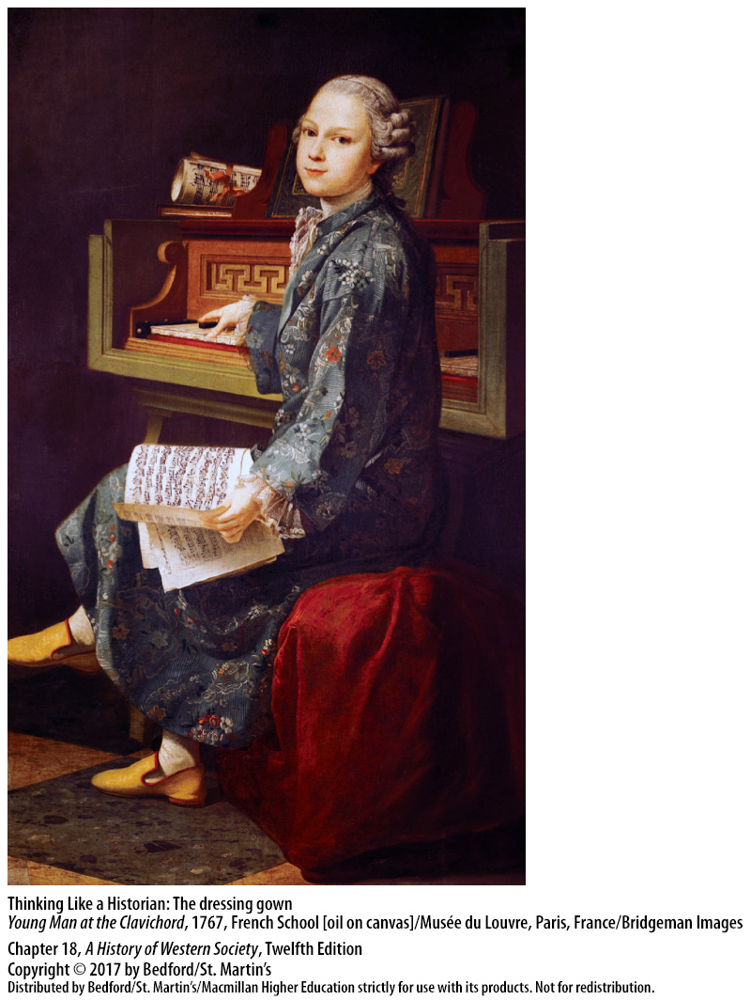 Thinking Like a Historian: The dressing gown
Young Man at the Clavichord, 1767, French School [oil on canvas]/Musée du Louvre, Paris, France/Bridgeman Images
Chapter 18, A History of Western Society, Twelfth Edition
Copyright © 2017 by Bedford/St. Martin’s
Distributed by Bedford/St. Martin’s/Macmillan Higher Education strictly for use with its products. Not for redistribution.